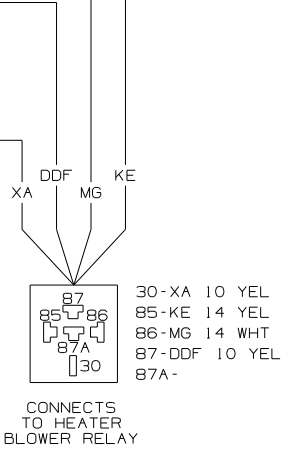 DDF
KE
XA
MG
87
85
86
87A
30
30-XA 10 YEL
85-KE 14 YEL
86-MG 14 WHT
87-DDF 10 YEL
87A-
CONNECTS
TO HEATER
BLOWER RELAY